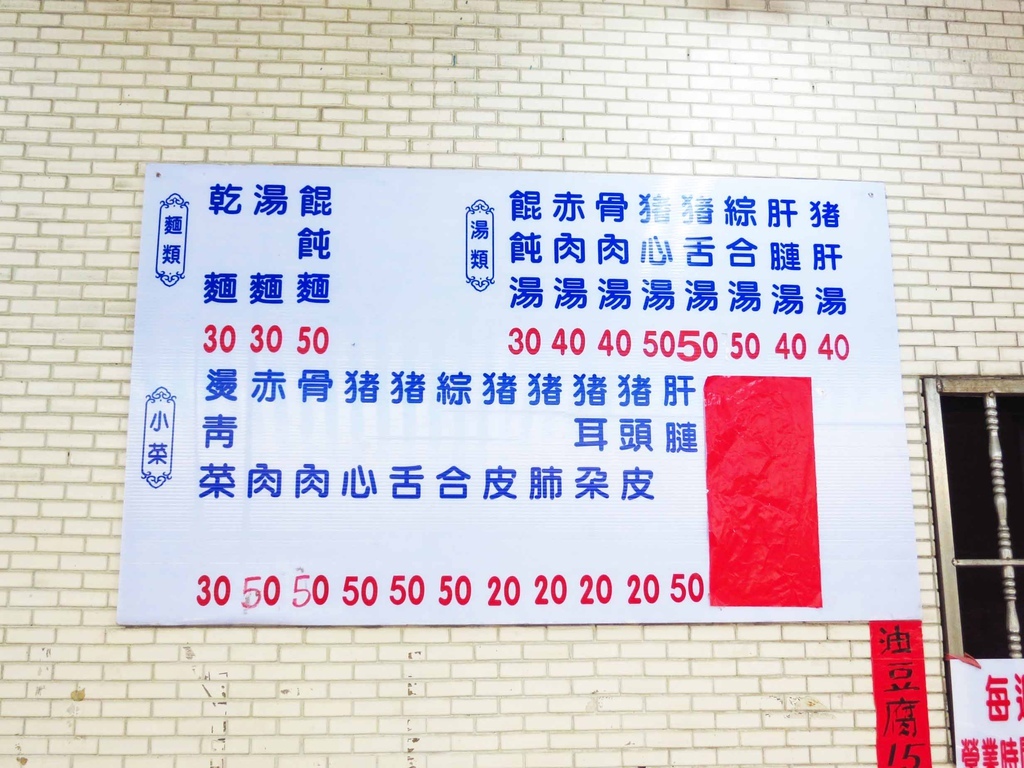 麵類
乾麵 30
湯麵 30
餛飩麵 50
湯類
餛飩湯 30
赤肉湯 40
骨肉湯 40
猪心湯 50
猪舌湯 50
綜合湯 50
肝膤湯 40
猪肝湯 40
小菜
燙青菜 30
赤肉 50
骨肉 50
猪心 50
猪舌 50
綜合 50
猪皮 20
猪肺 20
猪耳朶 20
猪頭皮 20
肝膤 50
油豆腐15
每週
營業時間